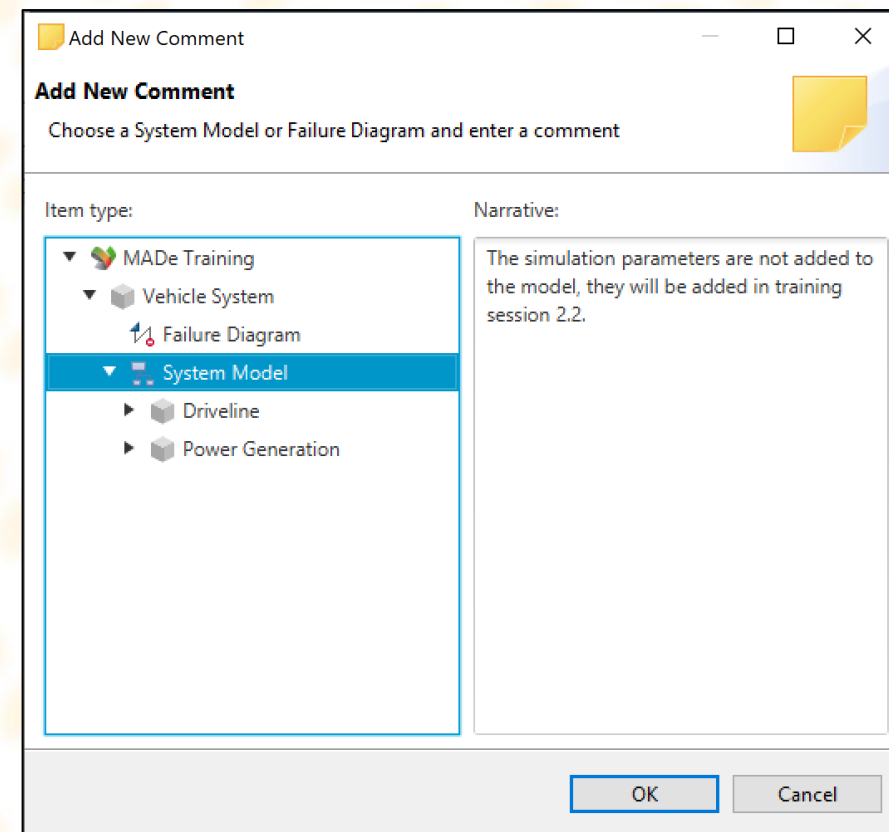 Add New Comment
Add New Comment
Choose a System Model or Failure Diagram and enter a comment
Item type:
Narrative:
MADe Training
Vehicle System
Failure Diagram
System Model
Driveline
Power Generation
The simulation parameters are not added to
the model, they will be added in training
session 2.2.
OK
Cancel